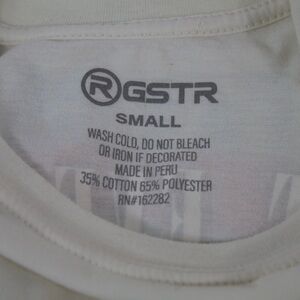 RGSTR
SMALL
WASH COLD, DO NOT BLEACH
OR IRON IF DECORATED
MADE IN PERU
35% COTTON 65% POLYESTER
RN#162282